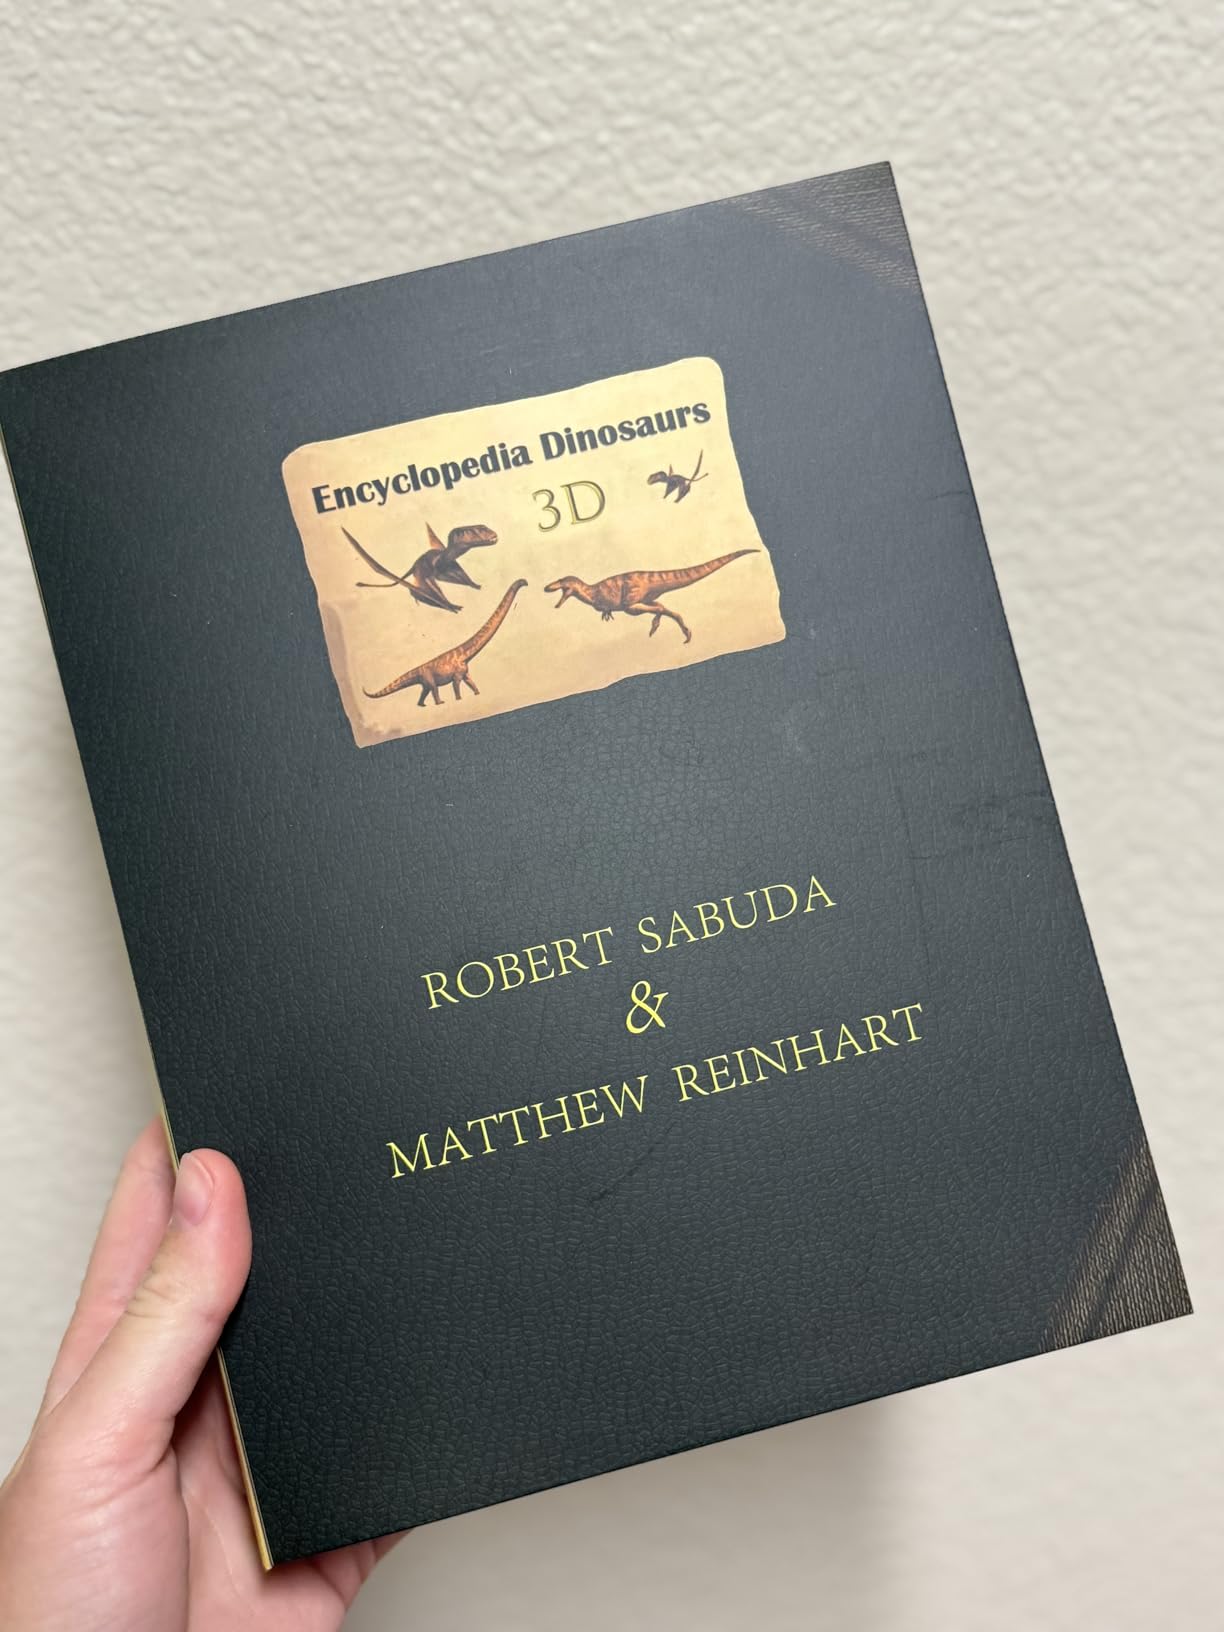 Encyclopedia Dinosaurs
3D
ROBERT SABUDA
&
MATTHEW REINHART